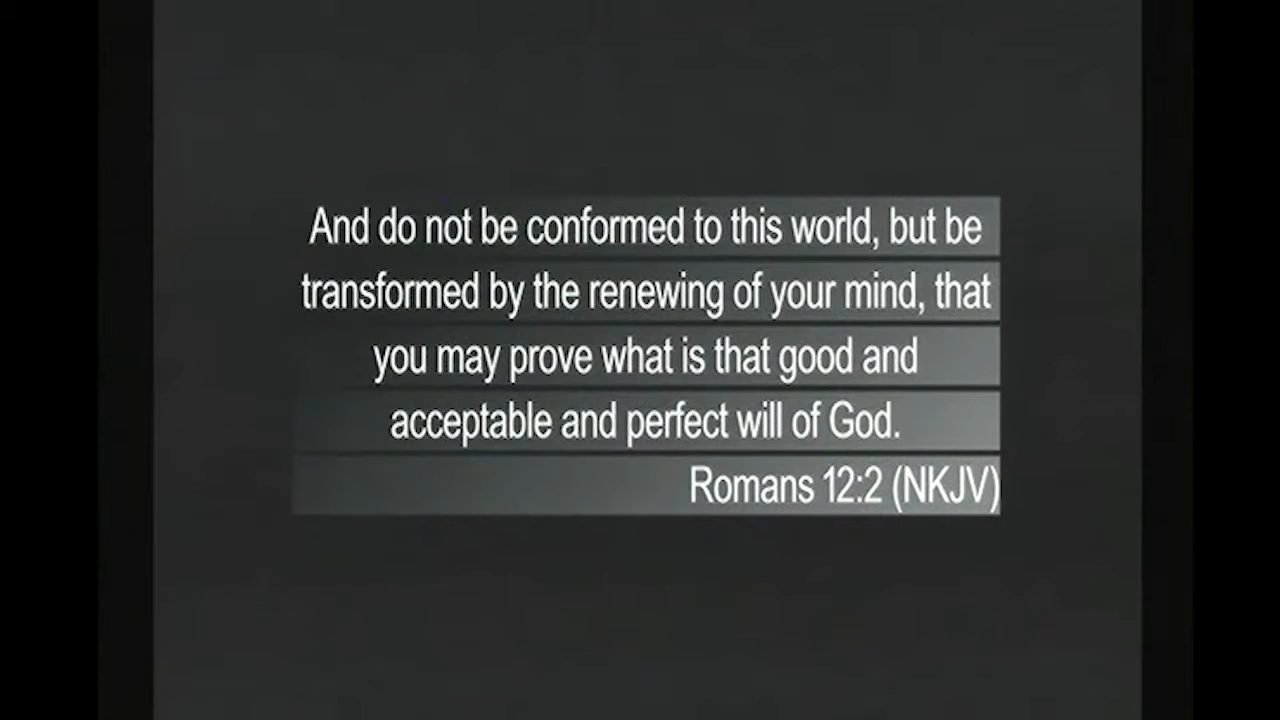 And do not be conformed to this world, but be
transformed by the renewing of your mind, that
you may prove what is that good and
acceptable and perfect will of God.
Romans 12:2 (NKJV)